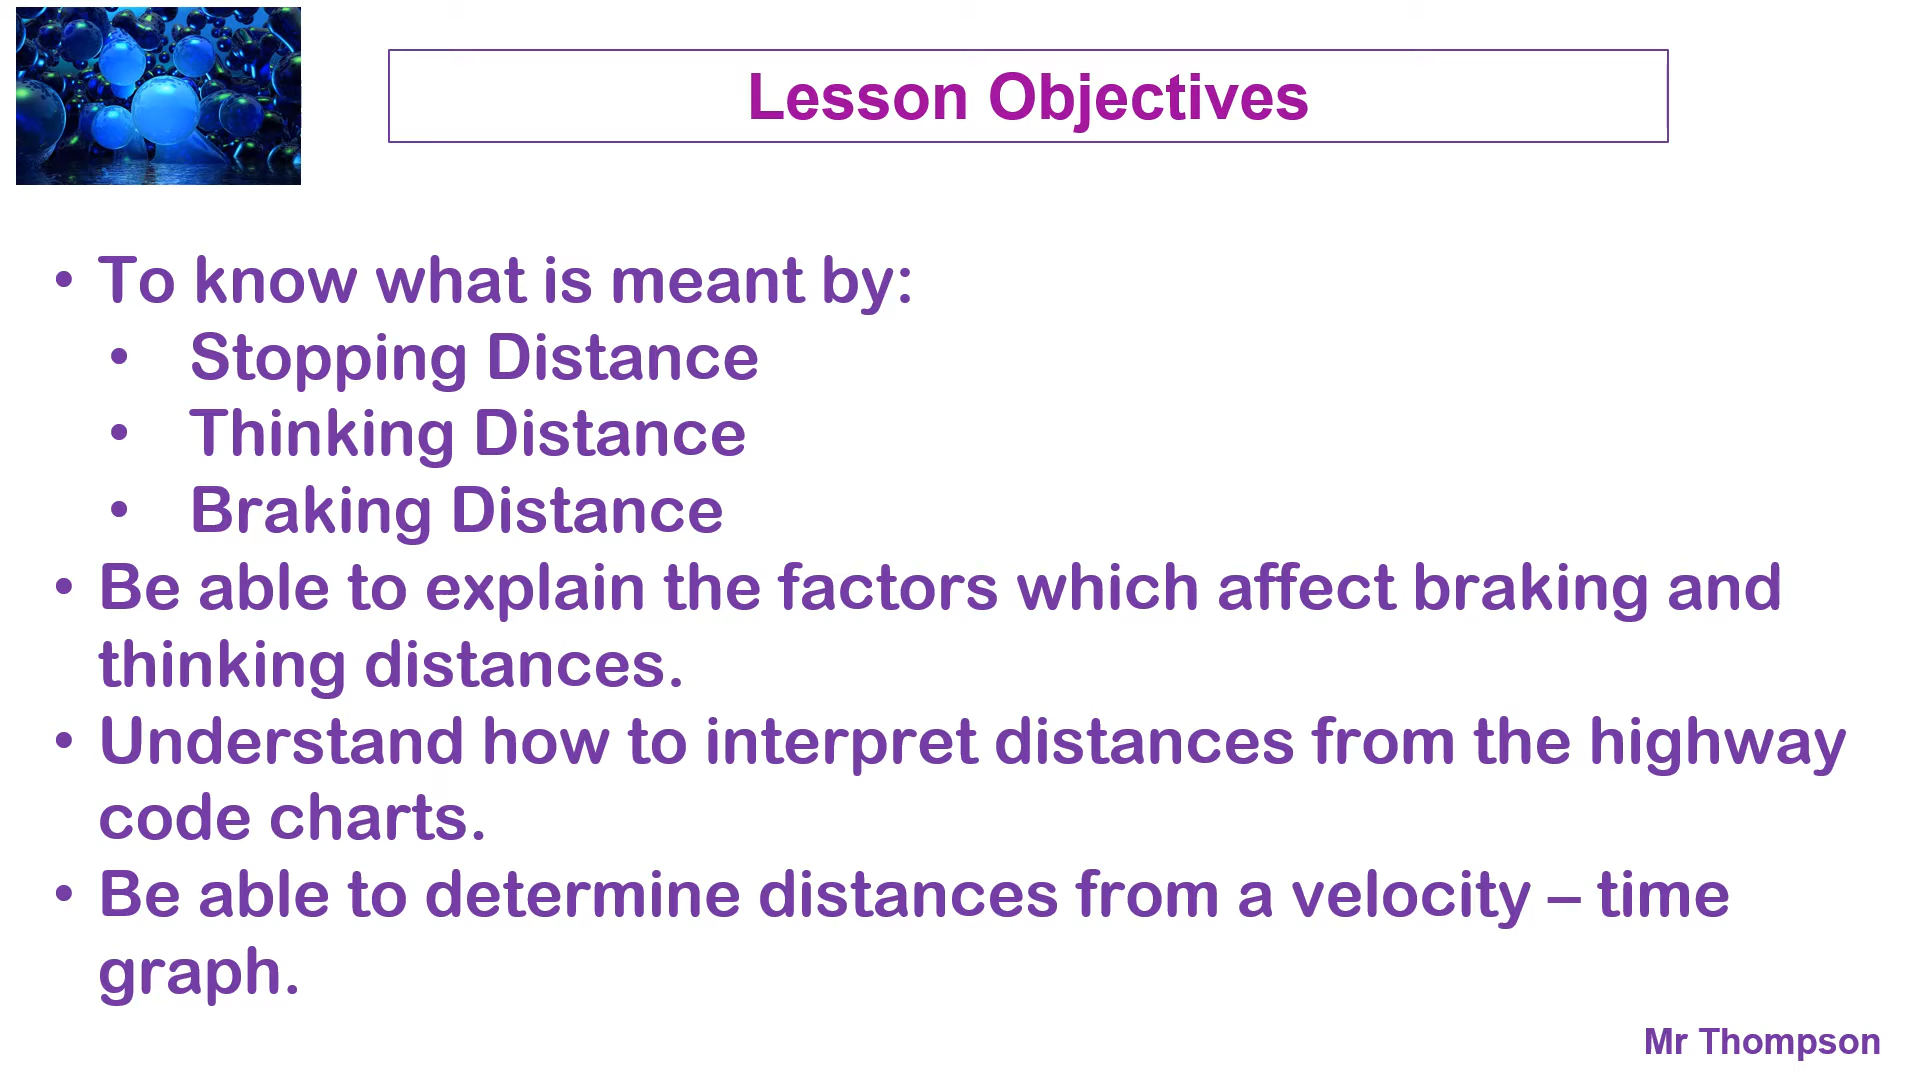 Lesson Objectives
• To know what is meant by:
• Stopping Distance
• Thinking Distance
• Braking Distance
• Be able to explain the factors which affect braking and
thinking distances.
• Understand how to interpret distances from the highway
code charts.
• Be able to determine distances from a velocity – time
graph.
Mr Thompson